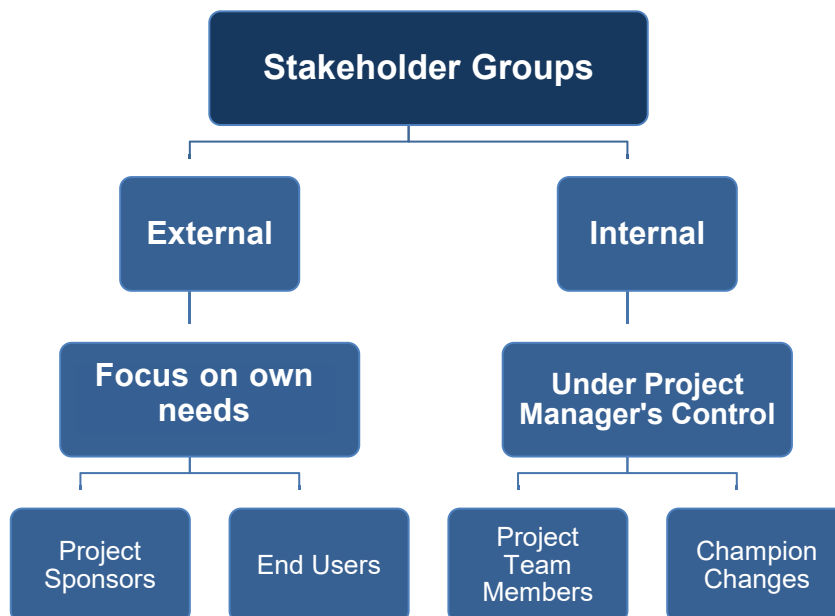 Stakeholder Groups
External
Internal
Focus on own
needs
Under Project
Manager's Control
Project
Sponsors
End Users
Project
Team
Members
Champion
Changes